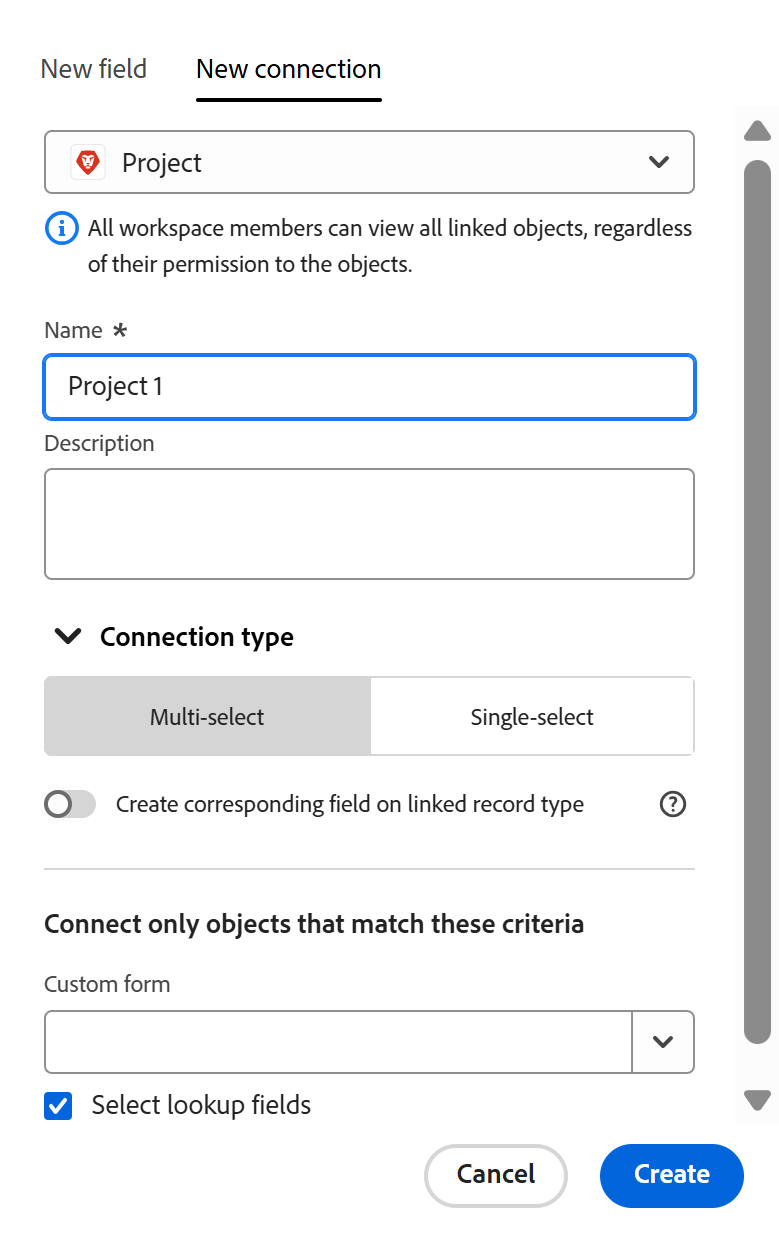 New field New connection
Project
All workspace members can view all linked objects, regardless
of their permission to the objects.
Name *
Project 1
Description
Connection type
Multi-select Single-select
Create corresponding field on linked record type
Connect only objects that match these criteria
Custom form
Select lookup fields
Cancel Create